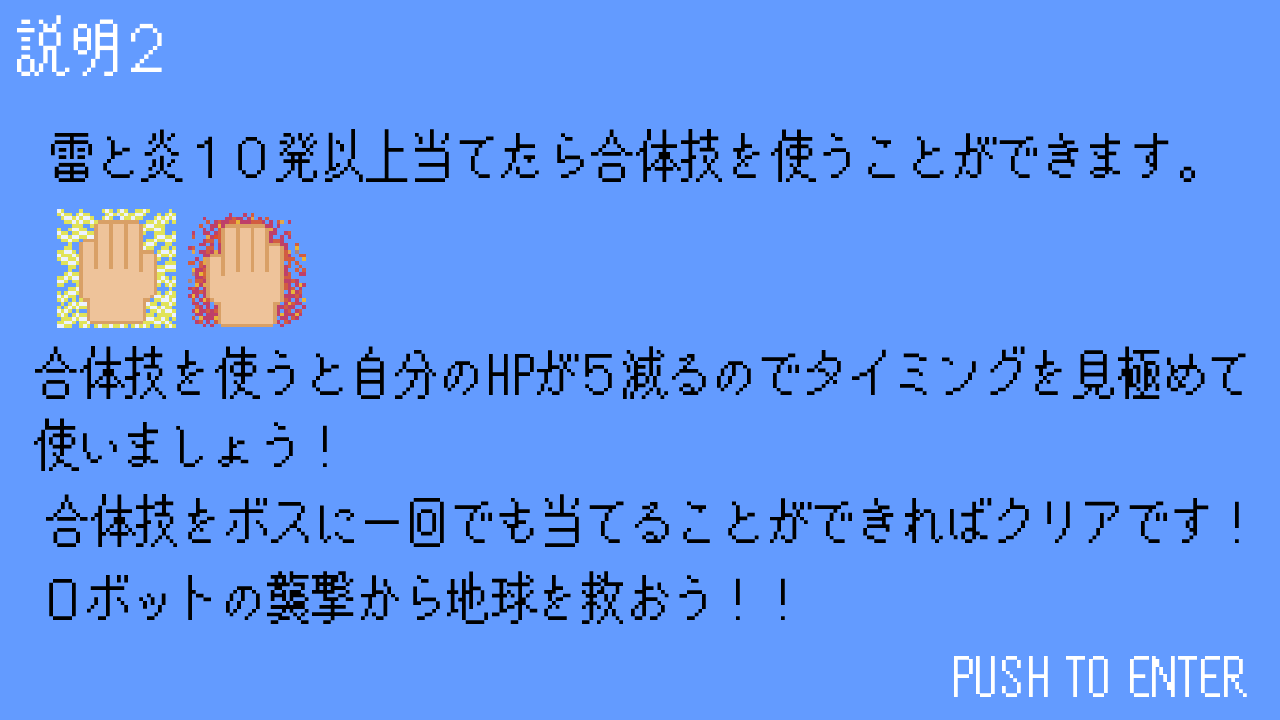 説明２
雷と炎１０発以上当てたら合体技を使うことができます。
合体技を使うと自分のHPが５減るのでタイミングを見極めて
使いましょう！
合体技をボスに一回でも当てることができればクリアです！
ロボットの襲撃から地球を救おう！！
PUSH TO ENTER